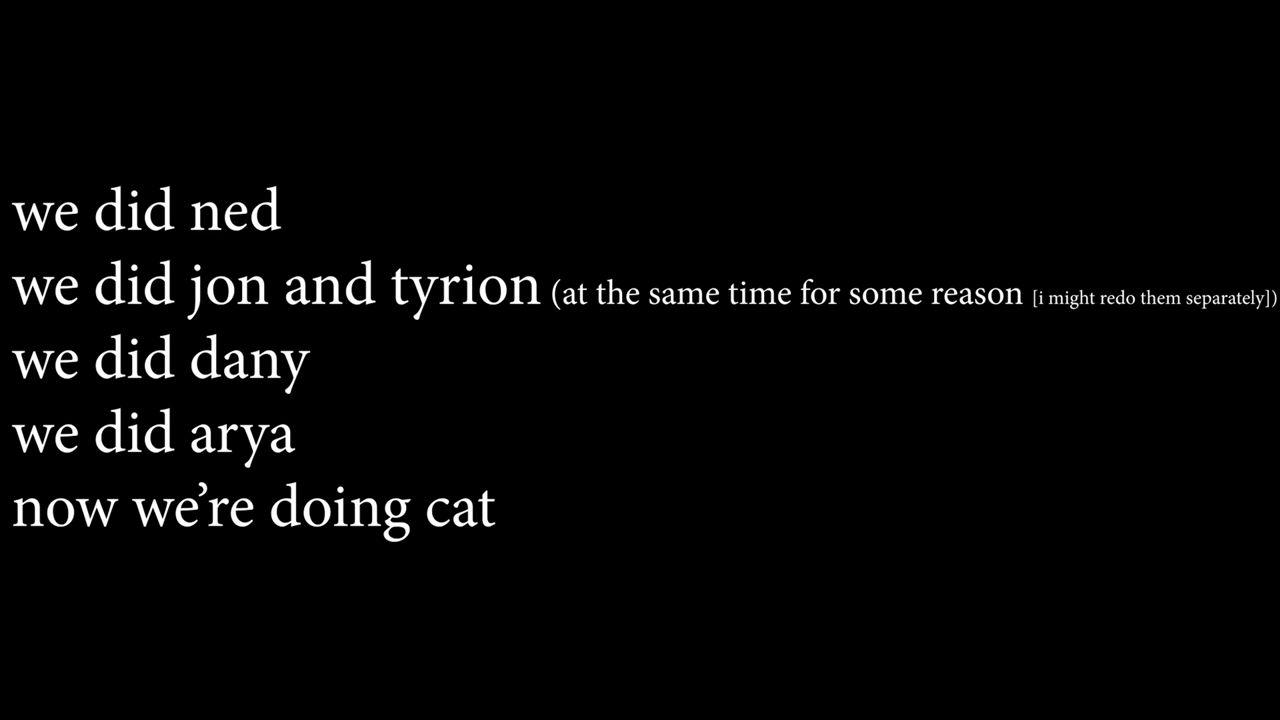 we did ned
we did jon and tyrion (at the same time for some reason [i might redo them separately])
we did dany
we did arya
now we’re doing cat